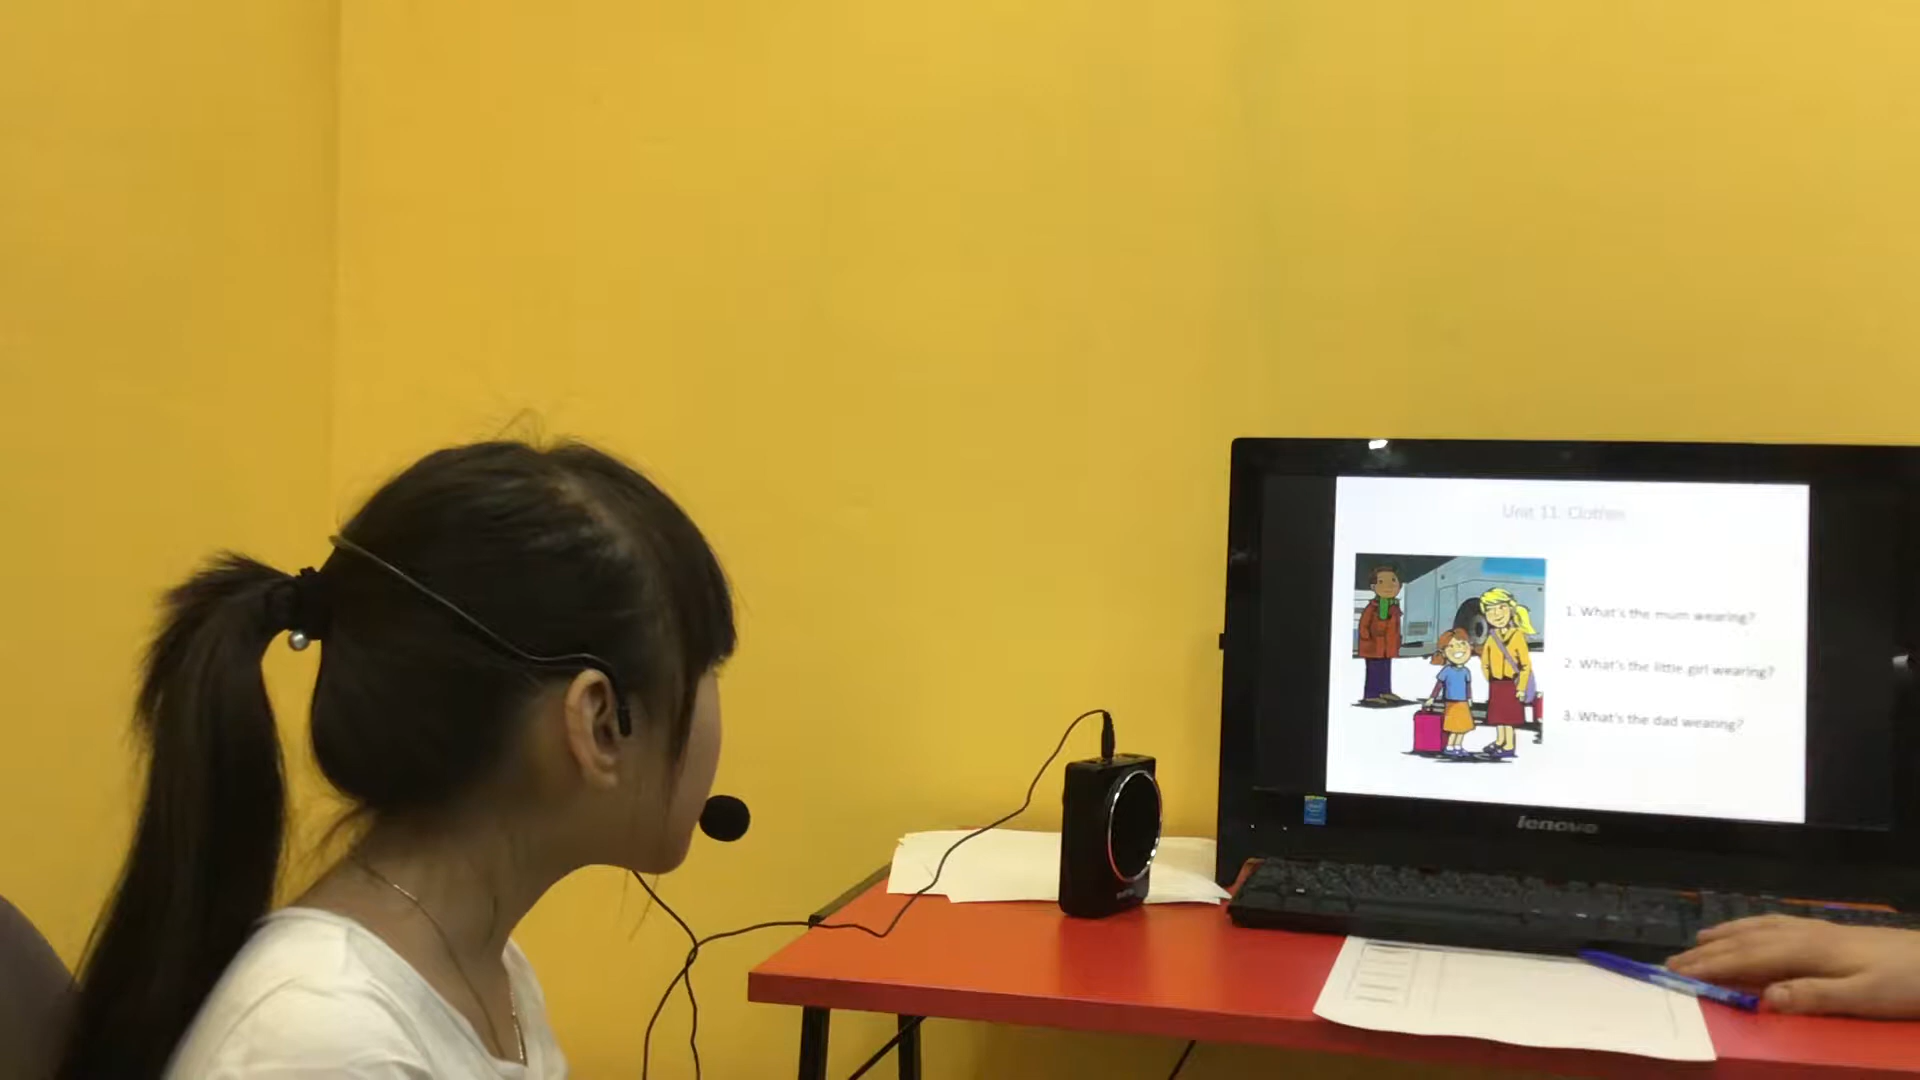 Unit 11. Clothes
1. What's the mum wearing?
2. What's the little girl wearing?
3. What's the dad wearing?
lenovo